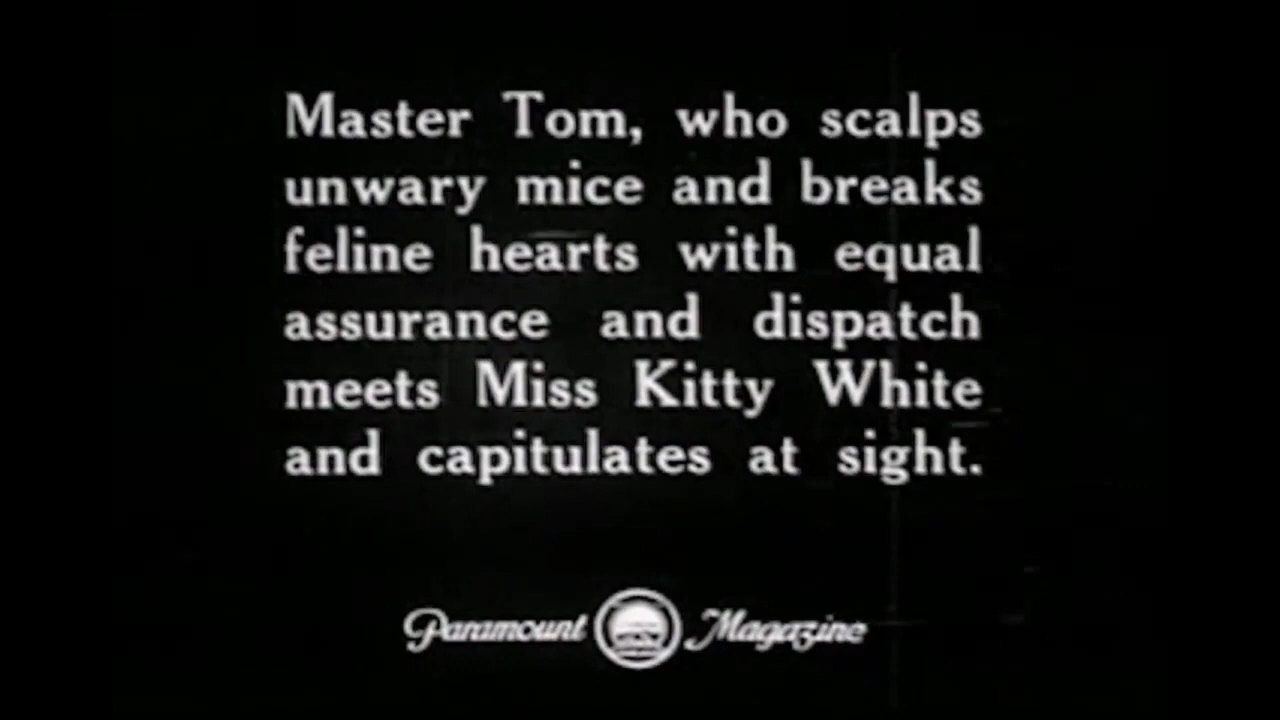 Master Tom, who scalps
unwary mice and breaks
feline hearts with equal
assurance and dispatch
meets Miss Kitty White
and capitulates at sight.
Paramount Magazine